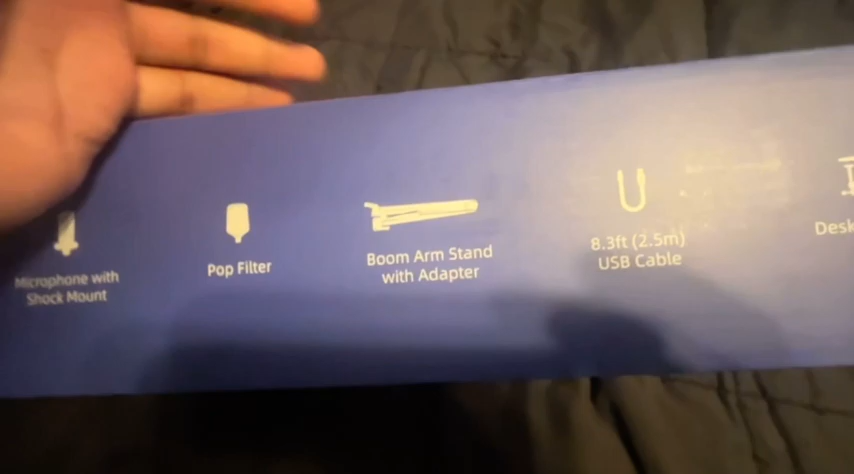 Microphone with
Shock Mount
Pop Filter
Boom Arm Stand
with Adapter
8.3ft (2.5m)
USB Cable
Desk